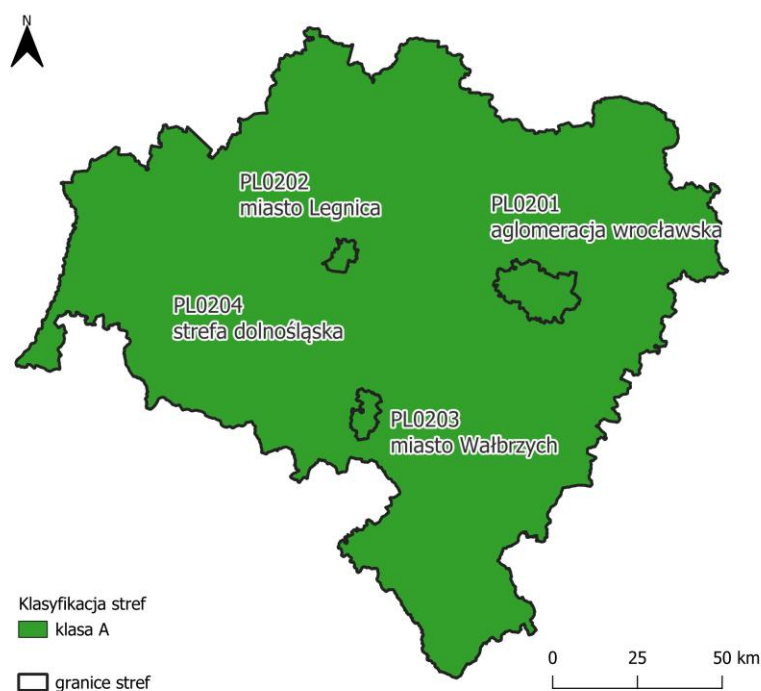 N
PL0202
miasto Legnica
PL0201
aglomeracja wrocławska
PL0204
strefa dolnośląska
PL0203
miasto Wałbrzych
Klasyfikacja stref
klasa A
granice stref
0 25 50 km